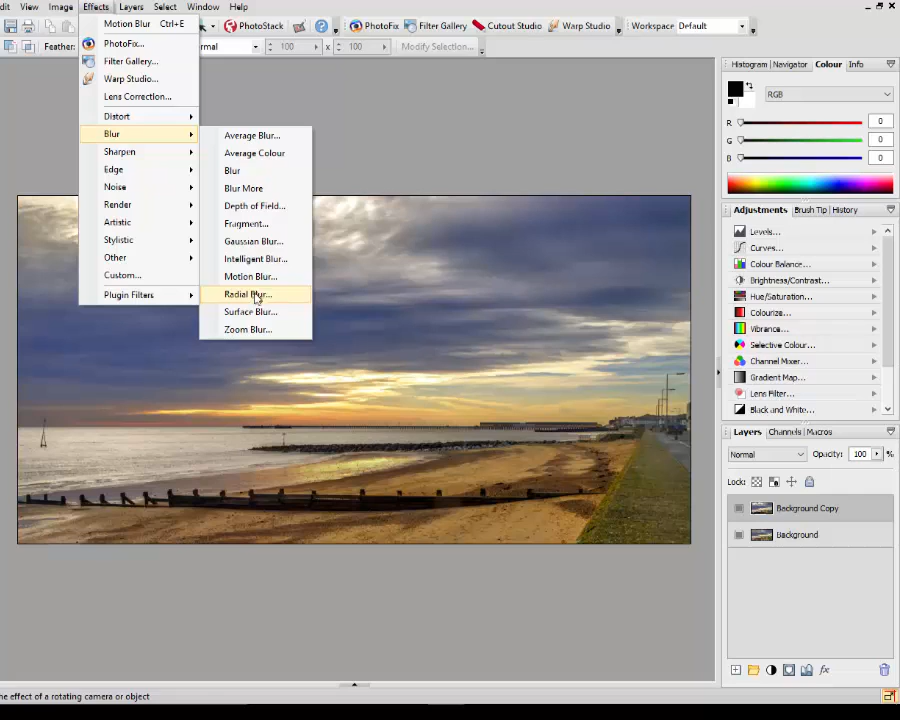 dit View Image Effects Layers Select Window Help
PhotoStack PhotoFix Filter Gallery Cutout Studio Warp Studio Workspace Default
Feather: rmal 100 x 100 Modify Selection...
Motion Blur Ctrl+E
PhotoFix...
Filter Gallery...
Warp Studio...
Lens Correction...
Distort
Blur
Sharpen
Edge
Noise
Render
Artistic
Stylistic
Other
Custom...
Plugin Filters
Average Blur...
Average Colour
Blur
Blur More
Depth of Field...
Fragment...
Gaussian Blur...
Intelligent Blur...
Motion Blur...
Radial Blur...
Surface Blur...
Zoom Blur...
Histogram Navigator Colour Info
RGB
R 0
G 0
B 0
Adjustments Brush Tip History
Levels...
Curves...
Colour Balance...
Brightness/Contrast...
Hue/Saturation...
Colourize...
Vibrance...
Selective Colour...
Channel Mixer...
Gradient Map...
Lens Filter...
Black and White...
Layers Channels Macros
Normal Opacity: 100 %
Lock:
Background Copy
Background
fx
he effect of a rotating camera or object